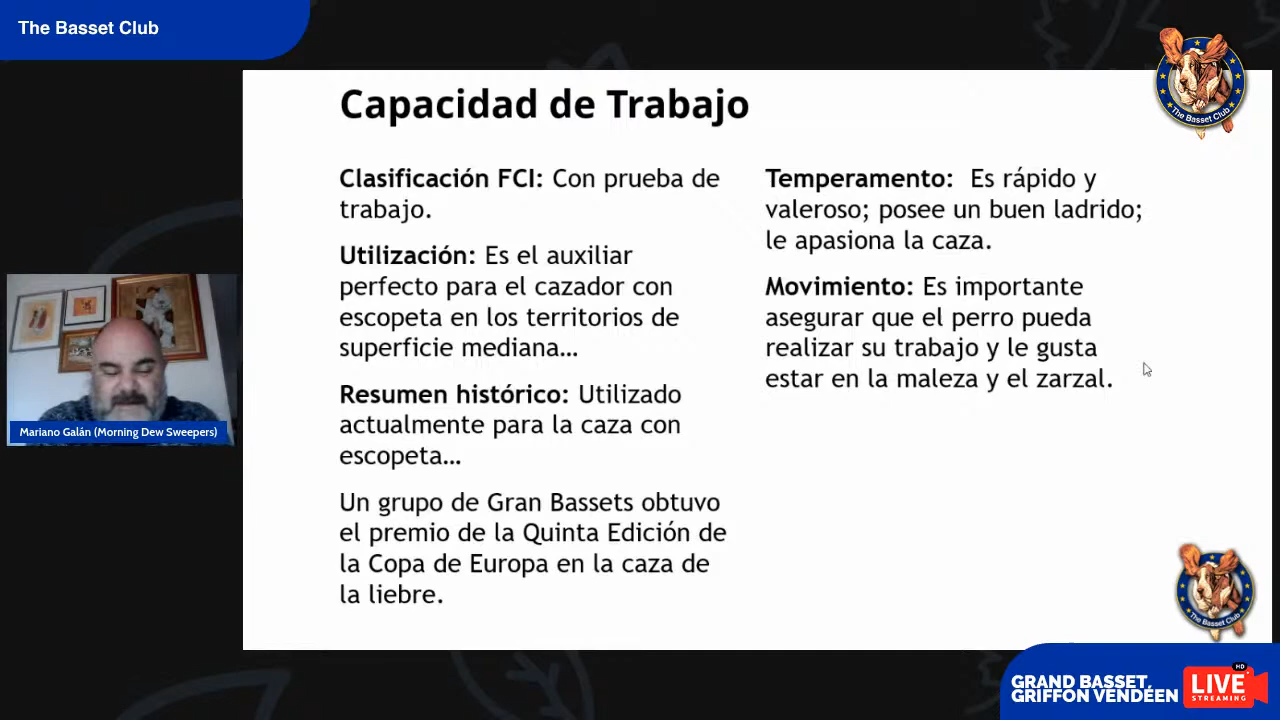 The Basset Club
Capacidad de Trabajo
Clasificación FCI: Con prueba de
trabajo.
Utilización: Es el auxiliar
perfecto para el cazador con
escopeta en los territorios de
superficie mediana…
Resumen histórico: Utilizado
actualmente para la caza con
escopeta…
Un grupo de Gran Bassets obtuvo
el premio de la Quinta Edición de
la Copa de Europa en la caza de
la liebre.
Temperamento: Es rápido y
valeroso; posee un buen ladrido;
le apasiona la caza.
Movimiento: Es importante
asegurar que el perro pueda
realizar su trabajo y le gusta
estar en la maleza y el zarzal.
The Basset Club
Mariano Galán (Morning Dew Sweepers)
The Basset Club
GRAND BASSET
GRIFFON VENDÉEN
HD
LIVE
STREAMING